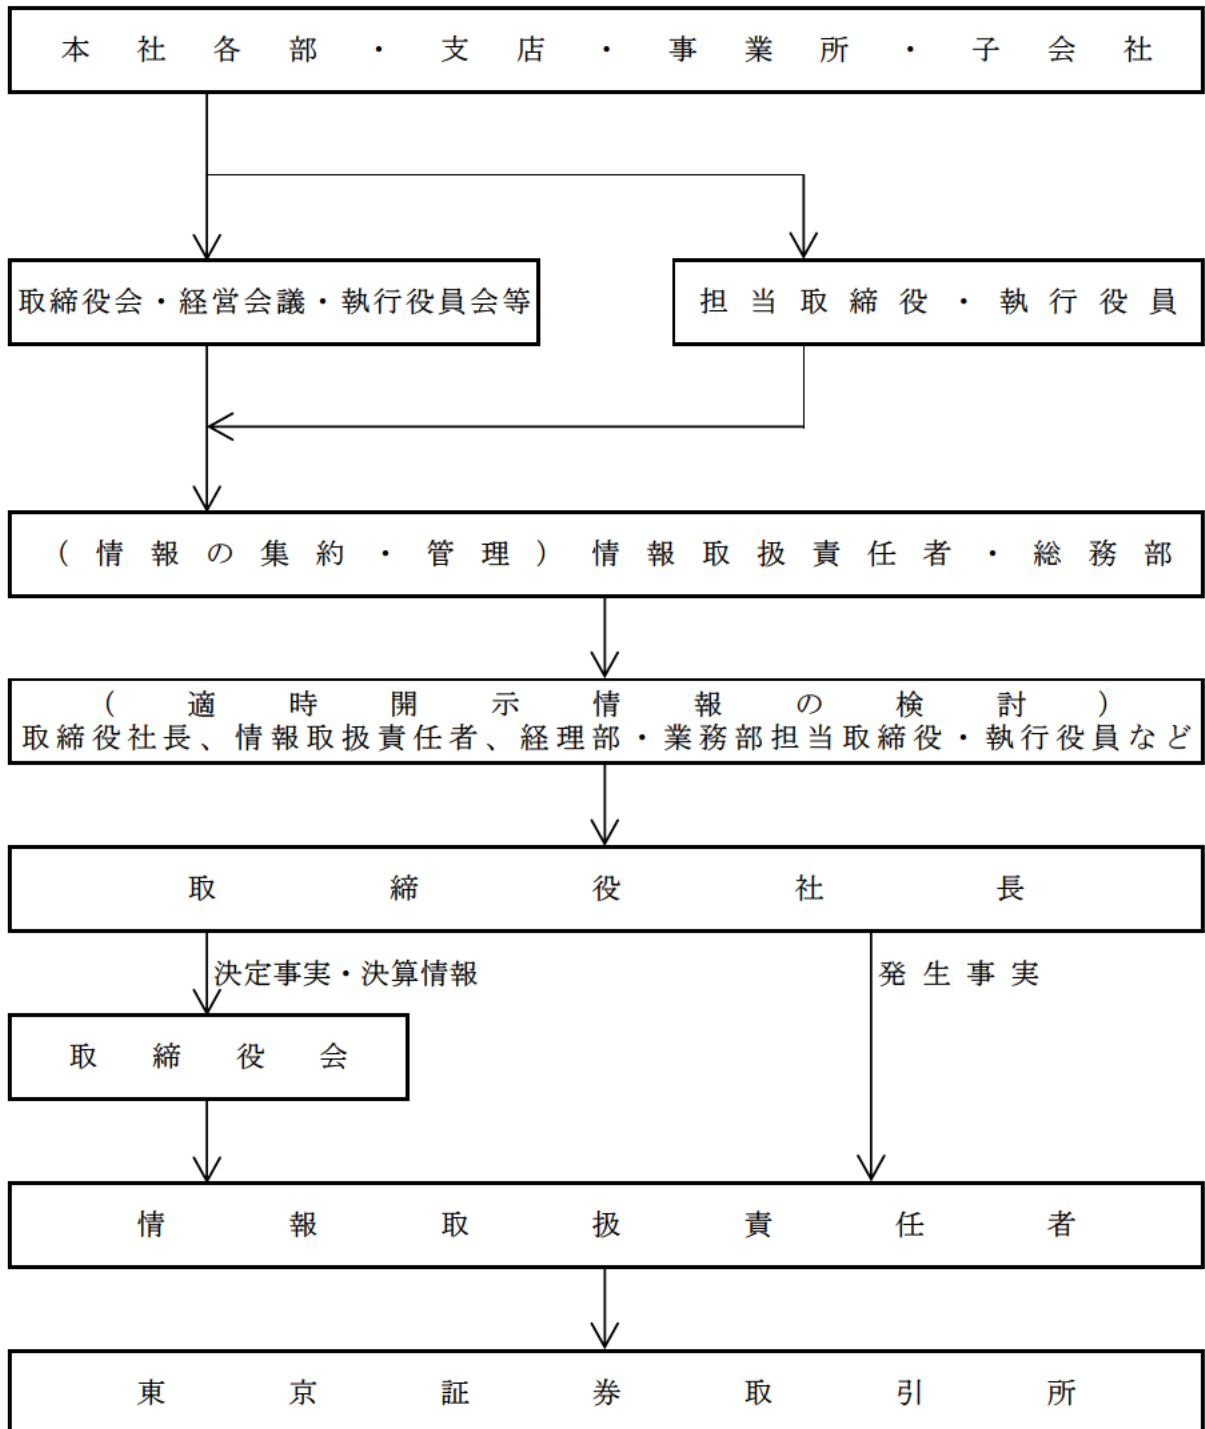 本社各部・支店・事業所・子会社
取締役会・経営会議・執行役員会等
担当取締役・執行役員
(情報の集約・管理)情報取扱責任者・総務部
(適時開示情報の検討)
取締役社長、情報取扱責任者、経理部・業務部担当取締役・執行役員など
取締役社長
決定事実・決算情報
発生事実
取締役会
情報取扱責任者
東京証券取引所